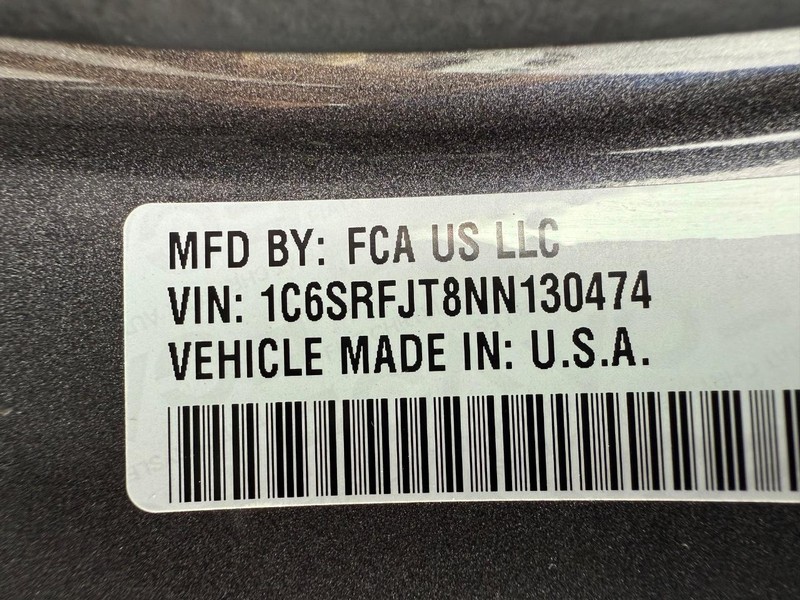 MFD BY: FCA US LLC
VIN: 1C6SRFJT8NN130474
VEHICLE MADE IN: U.S.A.